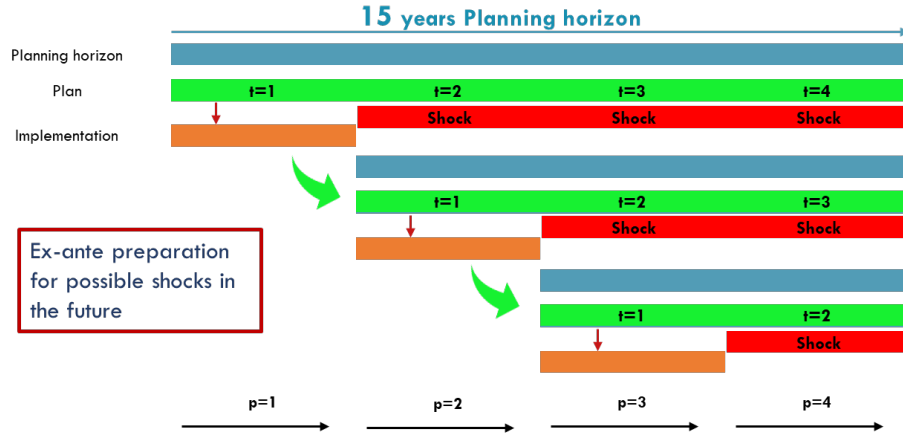 15 years Planning horizon
Planning horizon
Plan
t=1 t=2 t=3 t=4
Shock Shock Shock
Implementation
t=1 t=2 t=3
Shock Shock
Ex-ante preparation
for possible shocks in
the future
t=1 t=2
Shock
p=1 p=2 p=3 p=4